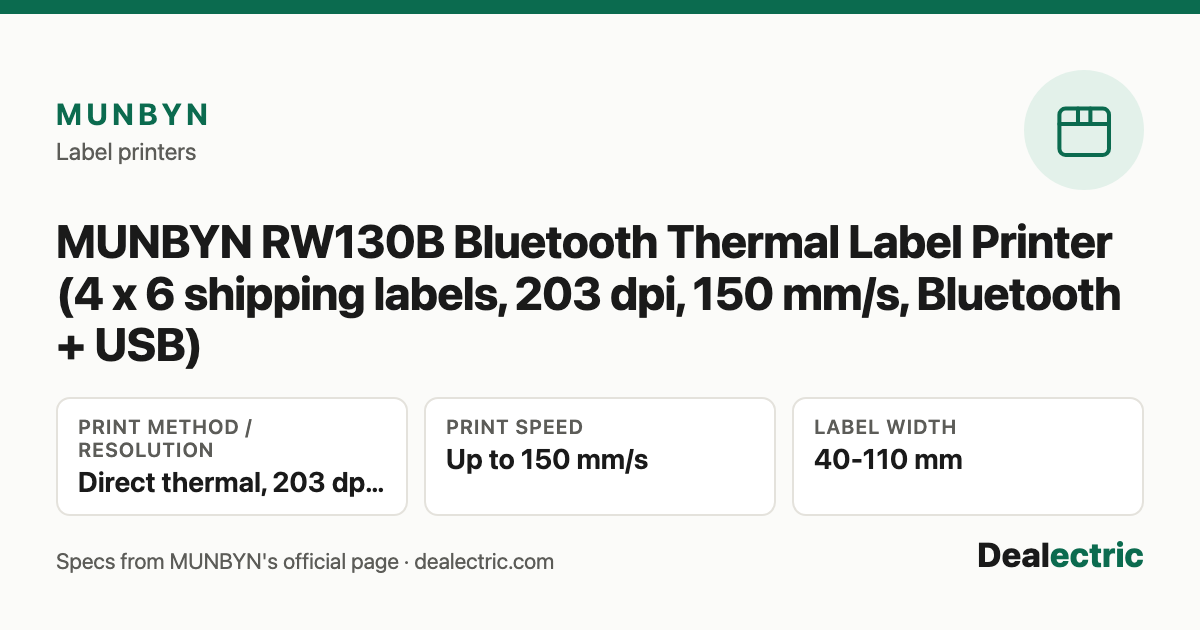 MUNBYN
Label printers
MUNBYN RW130B Bluetooth Thermal Label Printer
(4 x 6 shipping labels, 203 dpi, 150 mm/s, Bluetooth
+ USB)
PRINT METHOD /
RESOLUTION
Direct thermal, 203 dp...
PRINT SPEED
Up to 150 mm/s
LABEL WIDTH
40-110 mm
Specs from MUNBYN's official page · dealectric.com
Dealectric